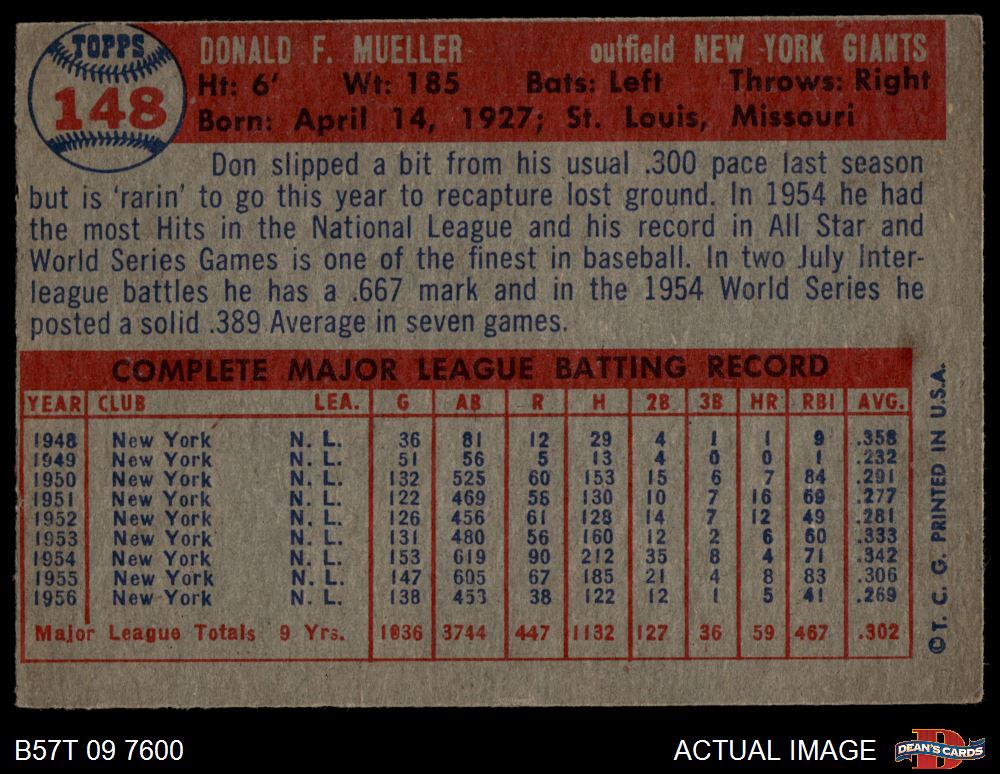 TOPPS
148
DONALD F. MUELLER outfield NEW YORK GIANTS
Ht: 6' Wt: 185 Bats: Left Throws: Right
Born: April 14, 1927; St. Louis, Missouri
Don slipped a bit from his usual .300 pace last season
but is 'rarin' to go this year to recapture lost ground. In 1954 he had
the most Hits in the National League and his record in All Star and
World Series Games is one of the finest in baseball. In two July Inter-
league battles he has a .667 mark and in the 1954 World Series he
posted a solid .389 Average in seven games.
COMPLETE MAJOR LEAGUE BATTING RECORD
YEAR CLUB LEA. G AB R H 2B 3B HR RBI AVG.
1948 New York N. L. 36 81 12 29 4 1 1 9 .358
1949 New York N. L. 51 56 5 13 4 0 0 1 .232
1950 New York N. L. 132 525 60 153 15 6 7 84 .291
1951 New York N. L. 122 469 58 130 10 7 16 69 .277
1952 New York N. L. 126 456 61 128 14 7 12 49 .281
1953 New York N. L. 131 480 56 160 12 2 6 60 .333
1954 New York N. L. 153 619 90 212 35 8 4 71 .342
1955 New York N. L. 147 605 67 185 21 4 8 83 .306
1956 New York N. L. 138 453 38 122 12 1 5 41 .269
Major League Totals 9 Yrs. 1036 3744 447 1132 127 36 59 467 .302
©T. C. G. PRINTED IN U.S.A.
B57T 09 7600
ACTUAL IMAGE
DEAN'S CARDS